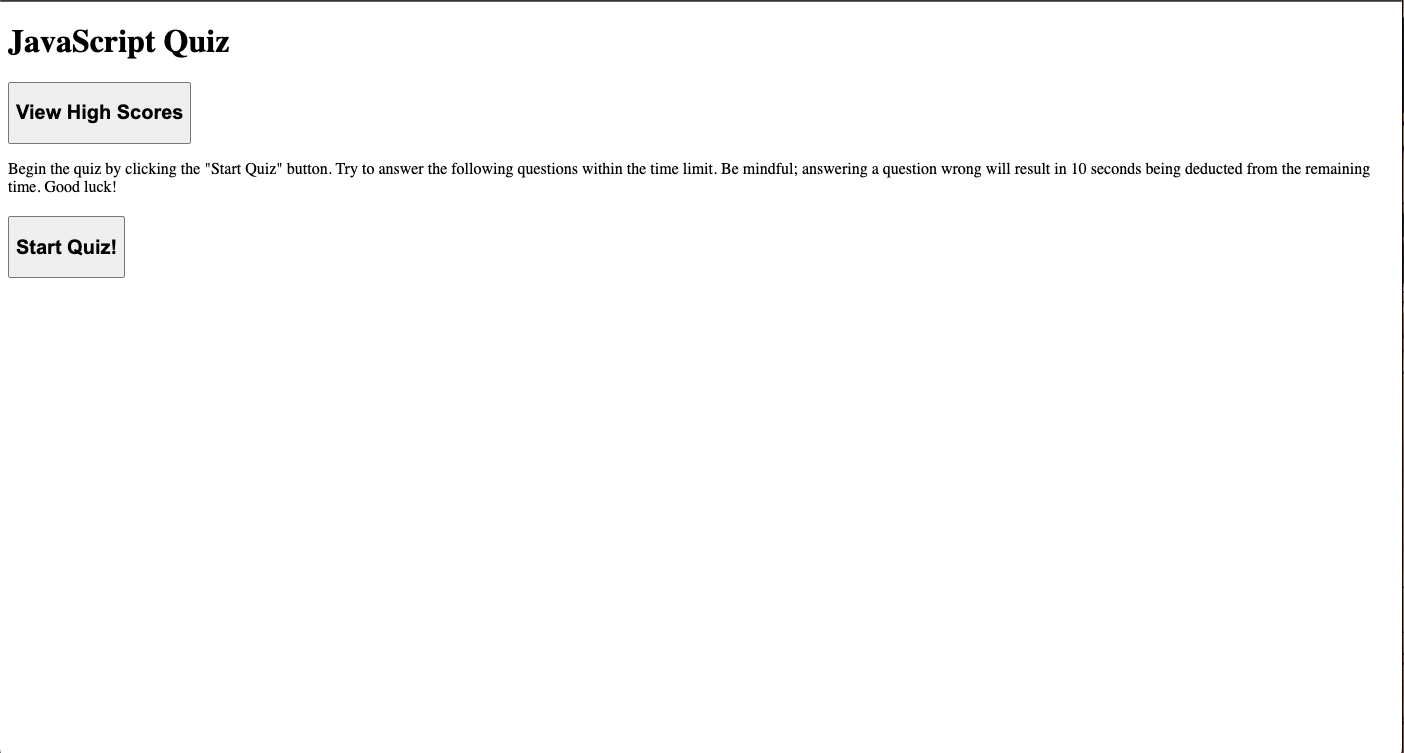 JavaScript Quiz
View High Scores
Begin the quiz by clicking the "Start Quiz" button. Try to answer the following questions within the time limit. Be mindful; answering a question wrong will result in 10 seconds being deducted from the remaining
time. Good luck!
Start Quiz!